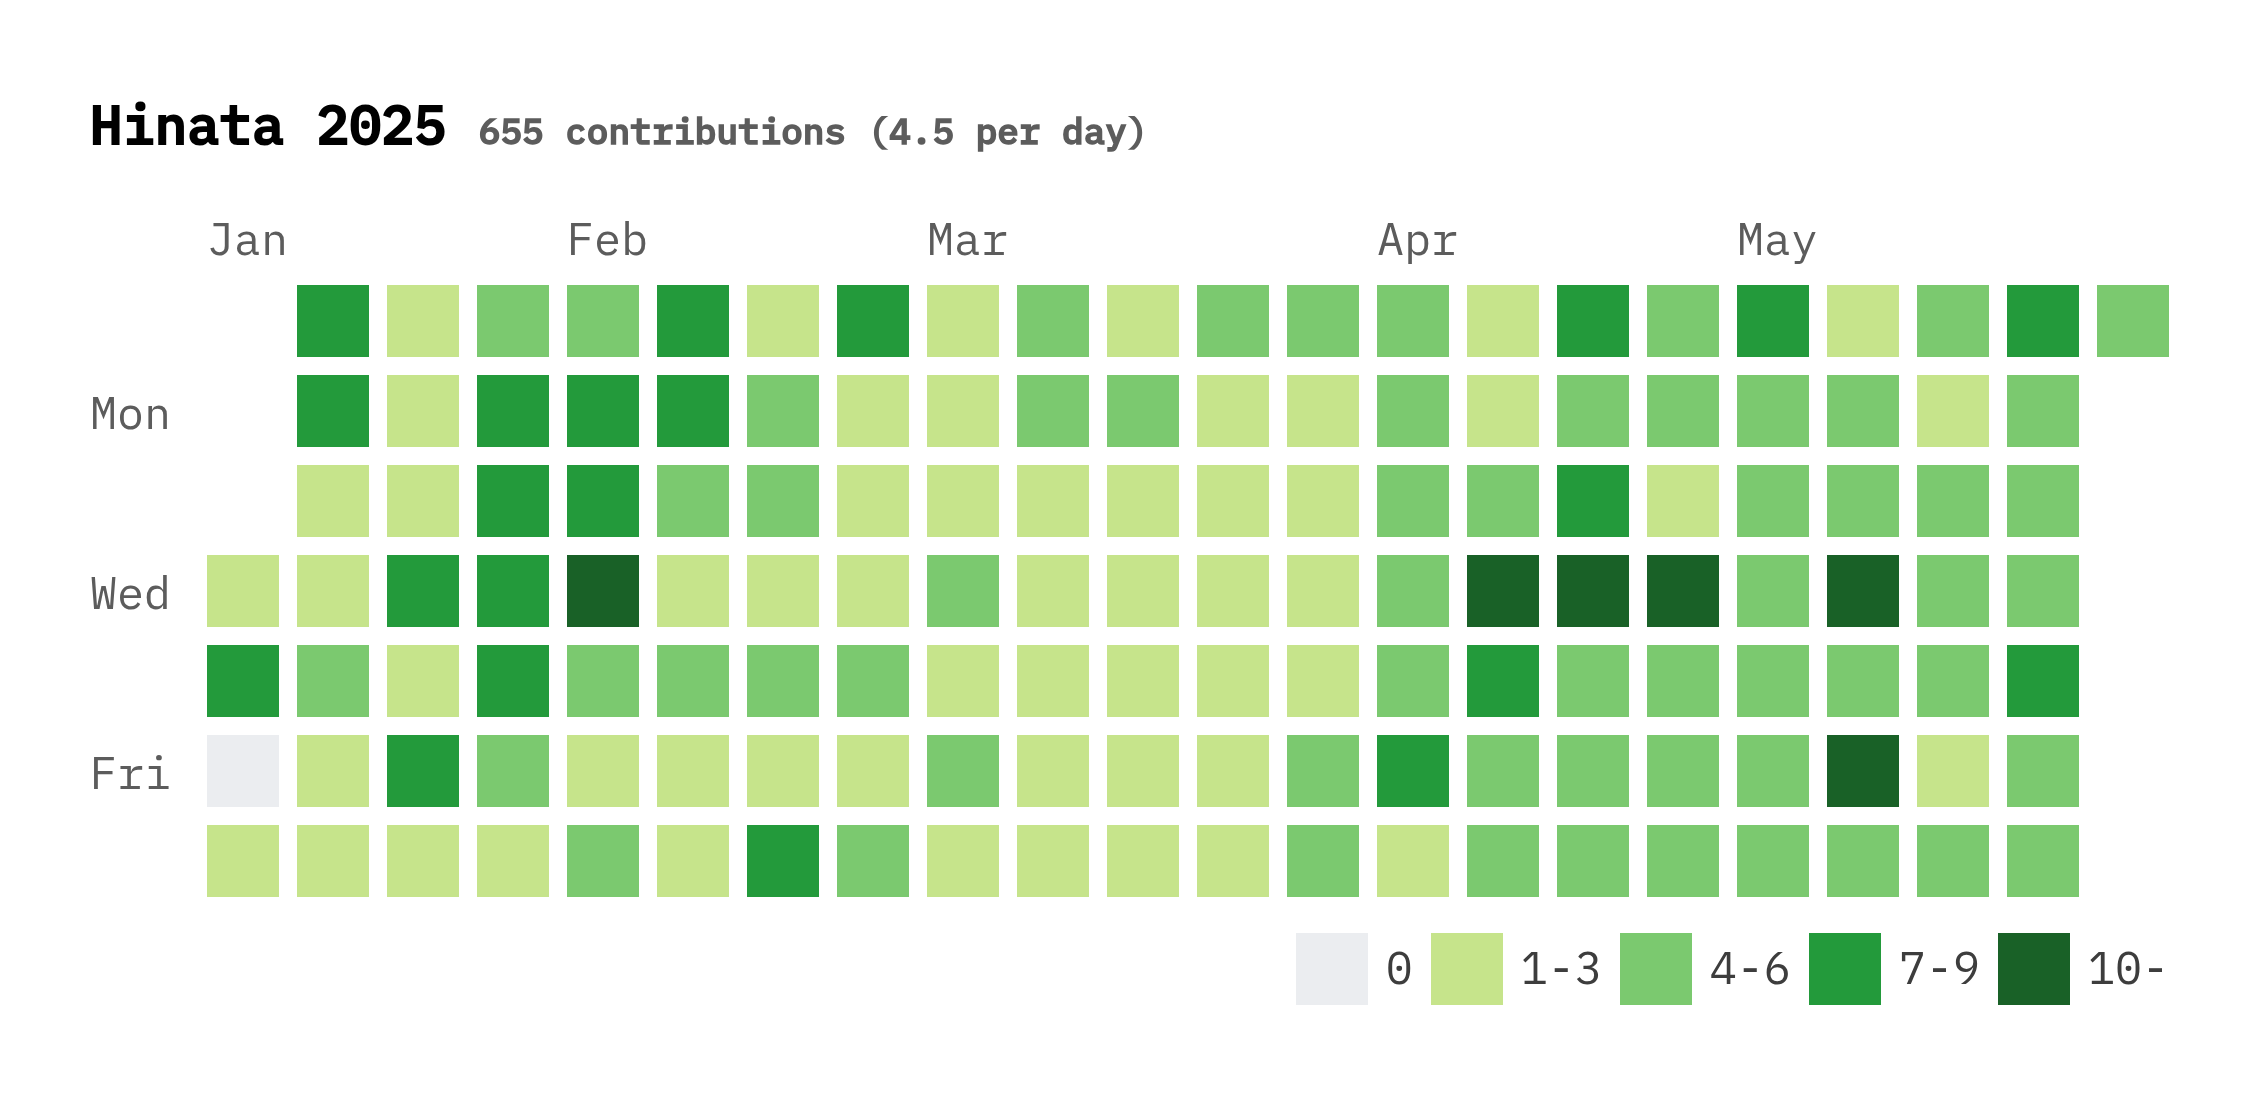 Hinata 2025 655 contributions (4.5 per day)
Jan Feb Mar Apr May
Mon
Wed
Fri
0 1-3 4-6 7-9 10-